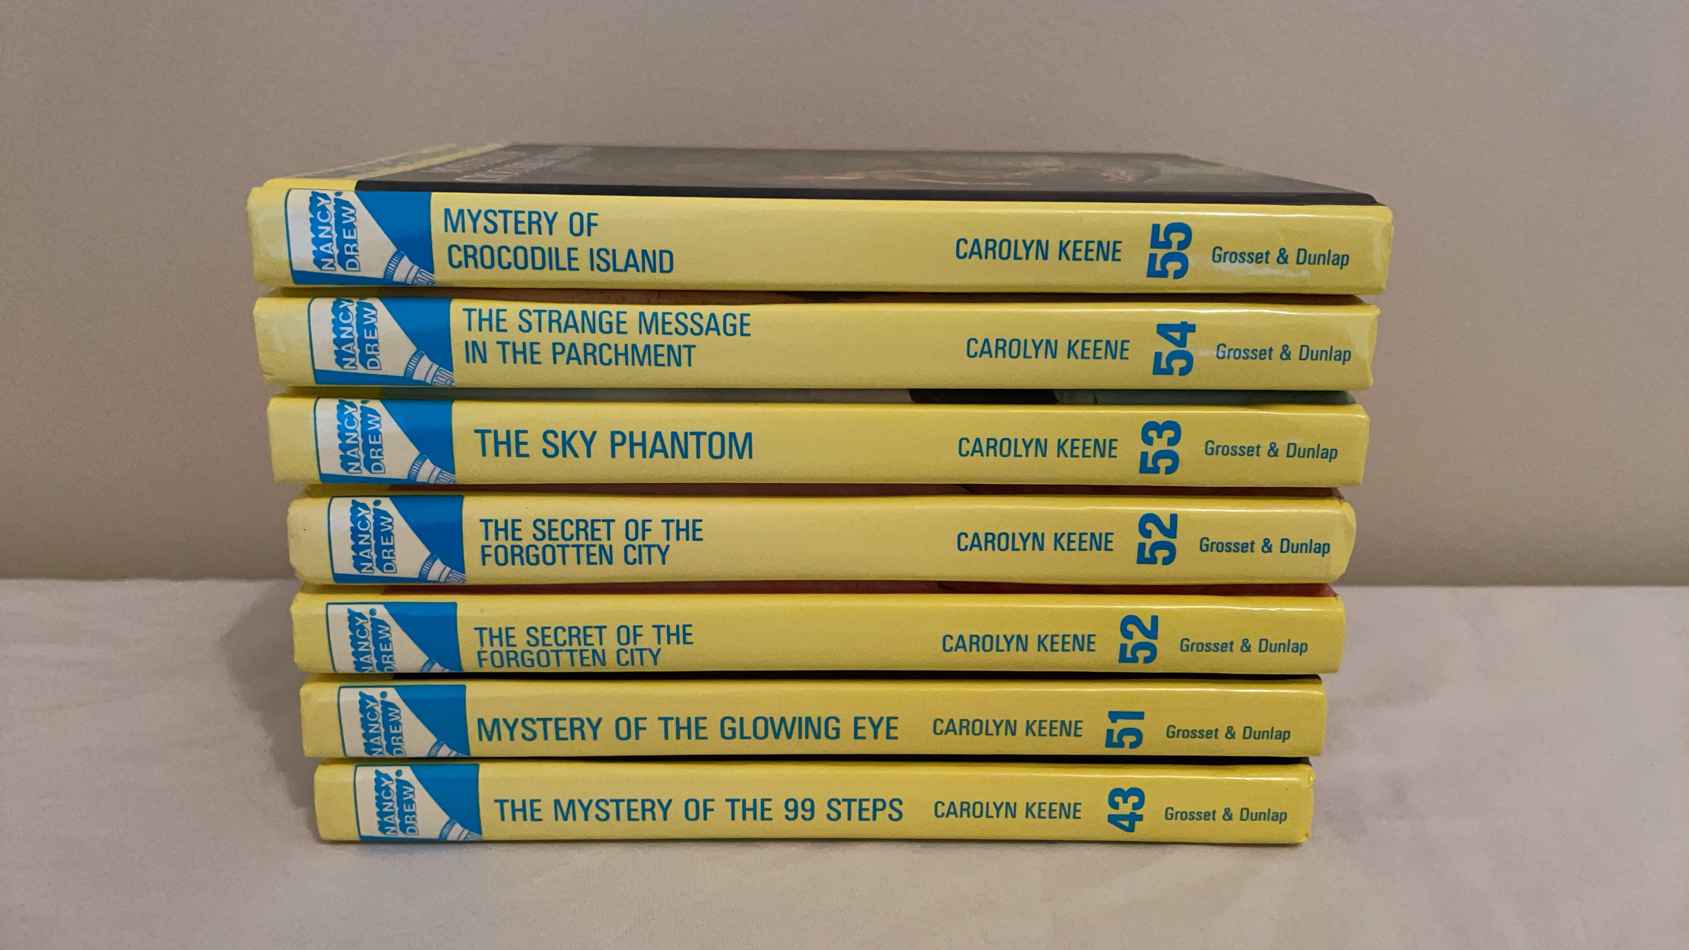 NANCY
DREW
MYSTERY OF
CROCODILE ISLAND
CAROLYN KEENE
55
Grosset & Dunlap
NANCY
DREW
THE STRANGE MESSAGE
IN THE PARCHMENT
CAROLYN KEENE
54
Grosset & Dunlap
NANCY
DREW
THE SKY PHANTOM
CAROLYN KEENE
53
Grosset & Dunlap
NANCY
DREW
THE SECRET OF THE
FORGOTTEN CITY
CAROLYN KEENE
52
Grosset & Dunlap
NANCY
DREW
THE SECRET OF THE
FORGOTTEN CITY
CAROLYN KEENE
52
Grosset & Dunlap
NANCY
DREW
MYSTERY OF THE GLOWING EYE
CAROLYN KEENE
51
Grosset & Dunlap
NANCY
DREW
THE MYSTERY OF THE 99 STEPS
CAROLYN KEENE
43
Grosset & Dunlap